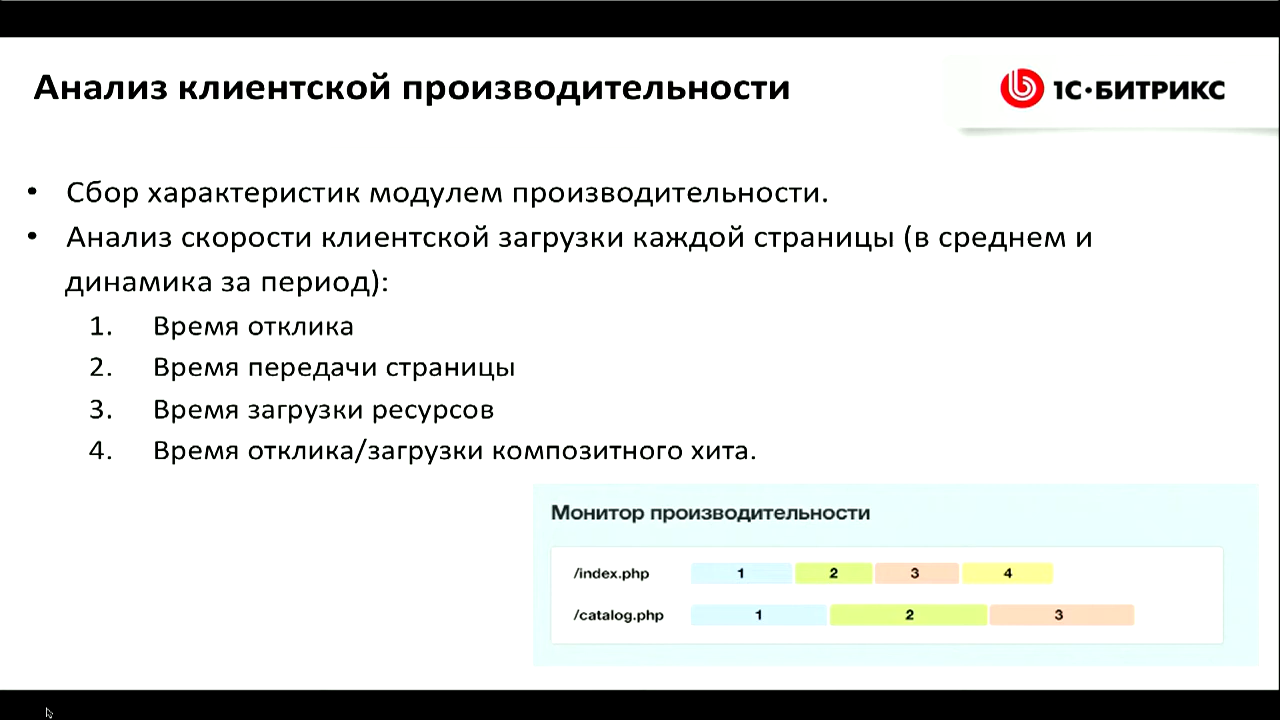 Анализ клиентской производительности
1С·БИТРИКС
• Сбор характеристик модулем производительности.
• Анализ скорости клиентской загрузки каждой страницы (в среднем и
динамика за период):
1. Время отклика
2. Время передачи страницы
3. Время загрузки ресурсов
4. Время отклика/загрузки композитного хита.
Монитор производительности
/index.php 1 2 3 4
/catalog.php 1 2 3